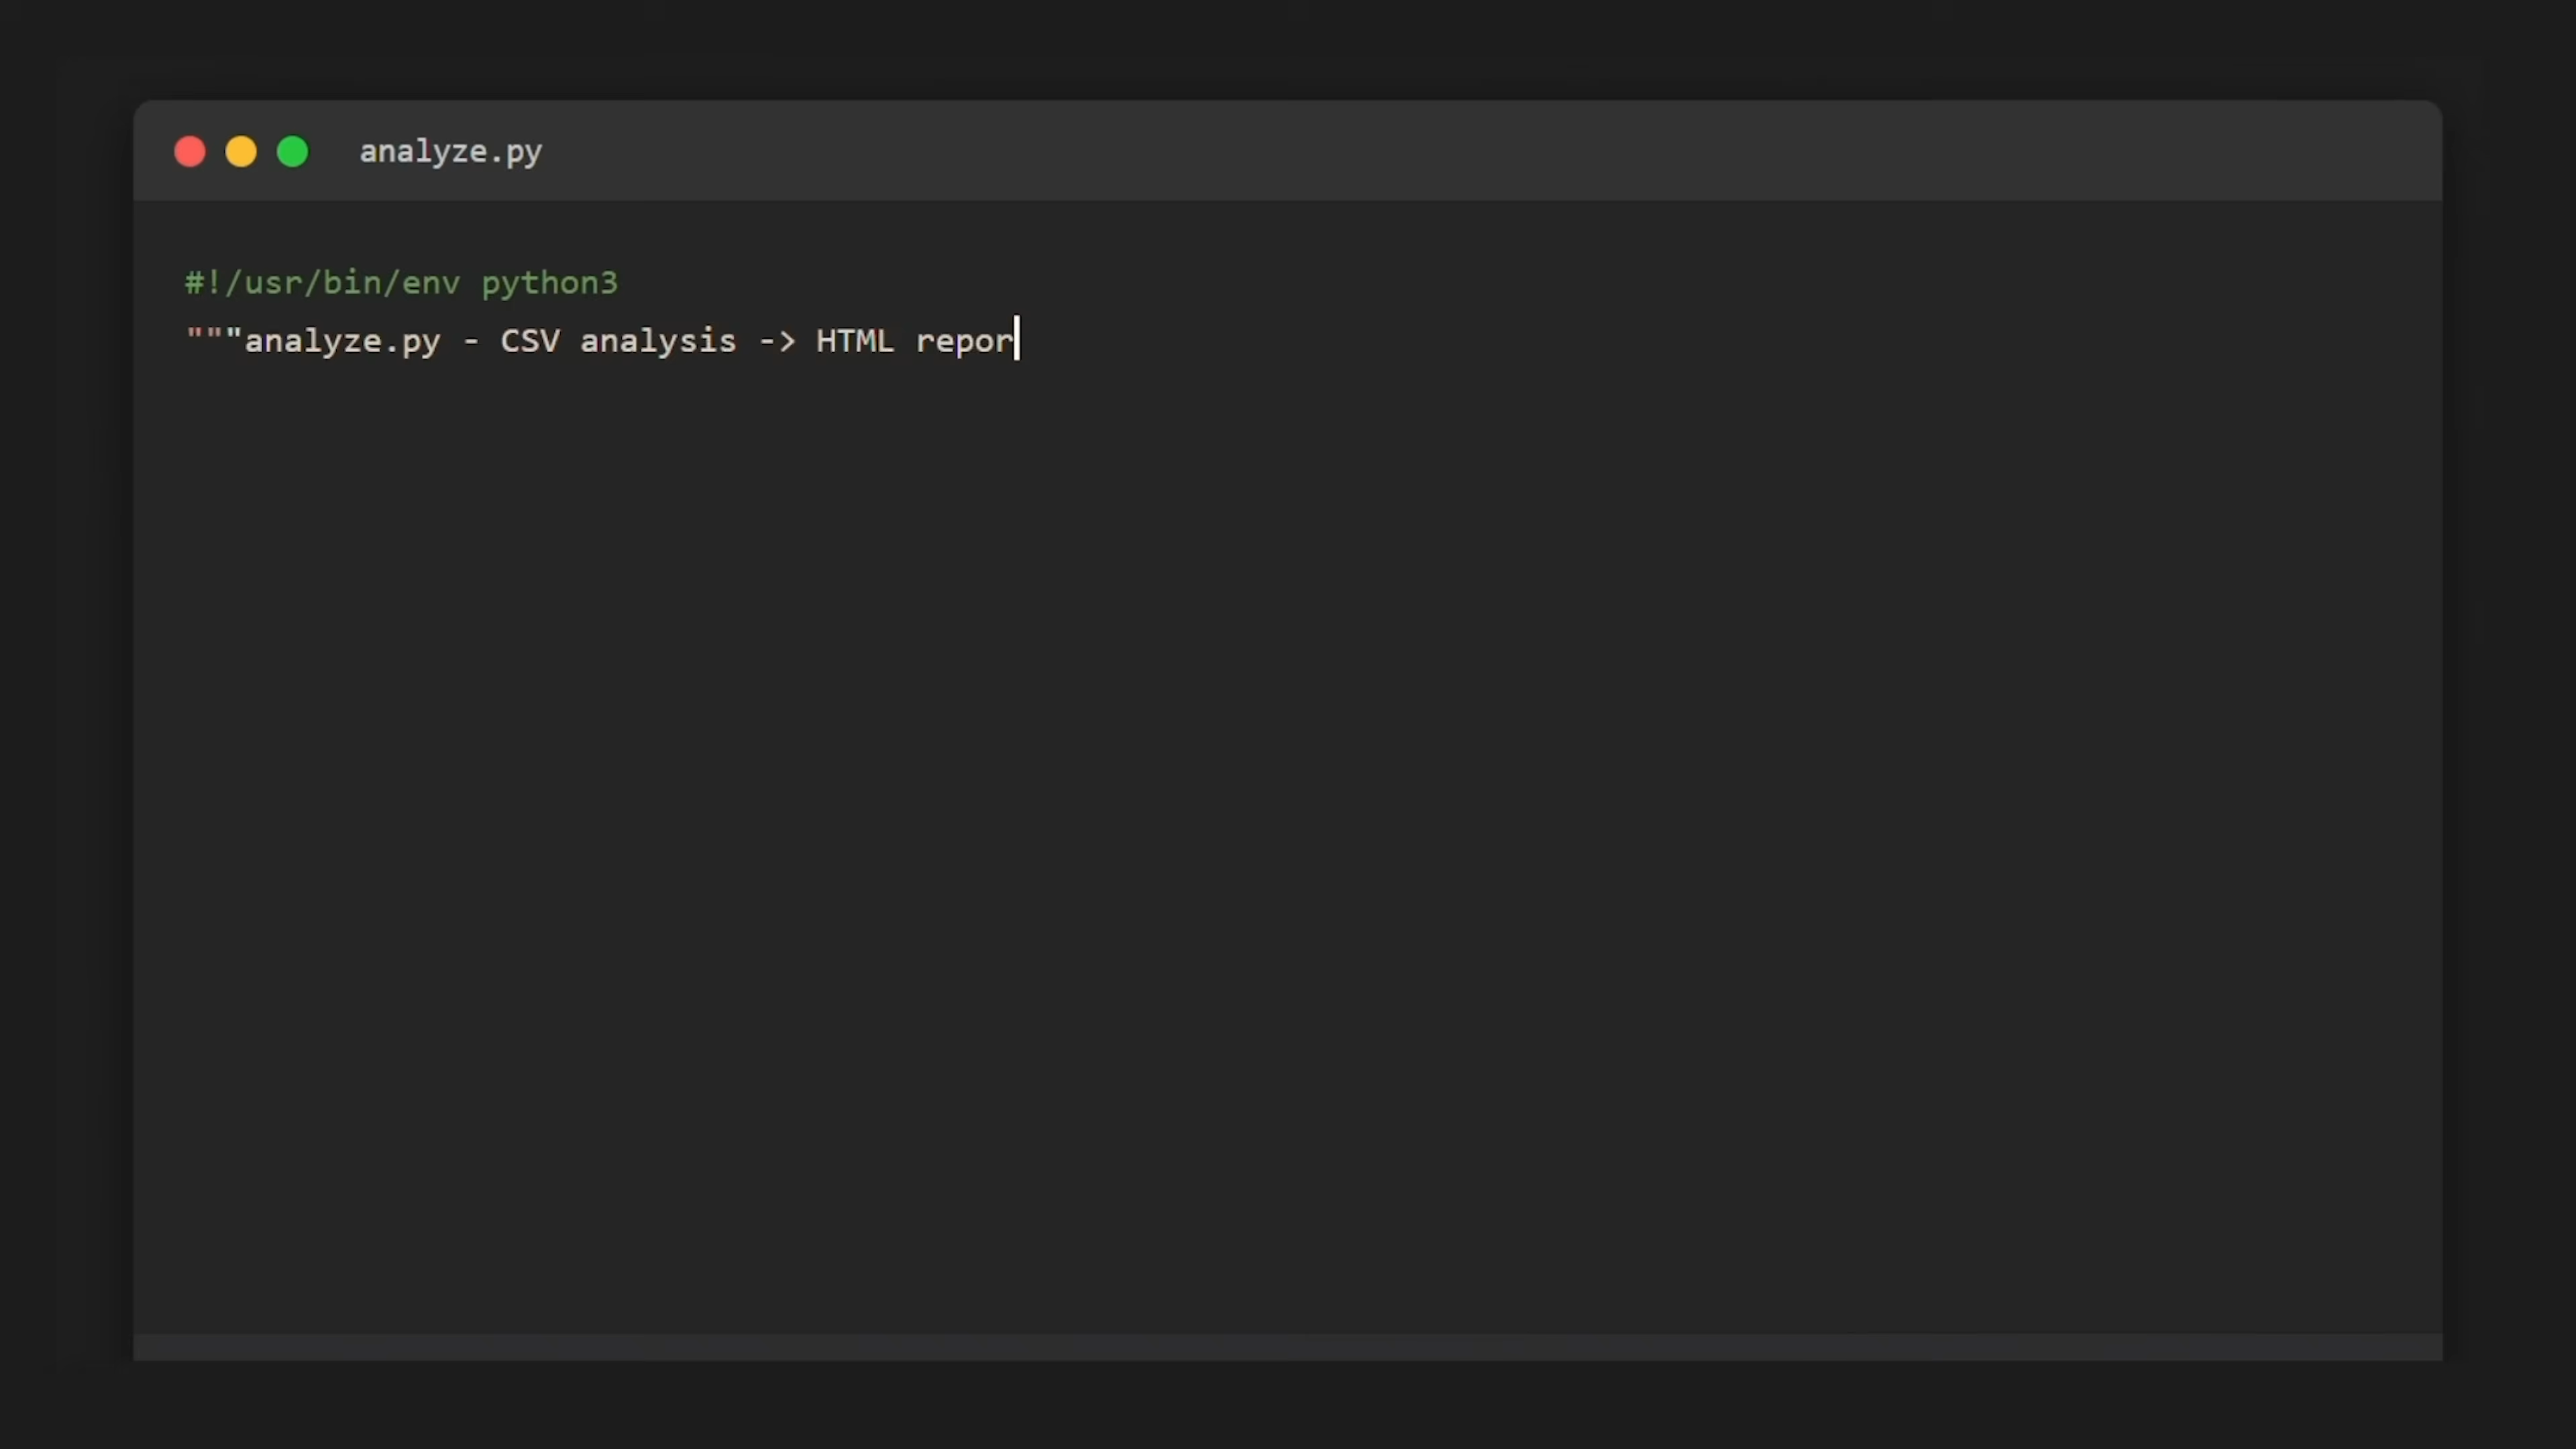 analyze.py
#!/usr/bin/env python3
"""analyze.py - CSV analysis -> HTML repor